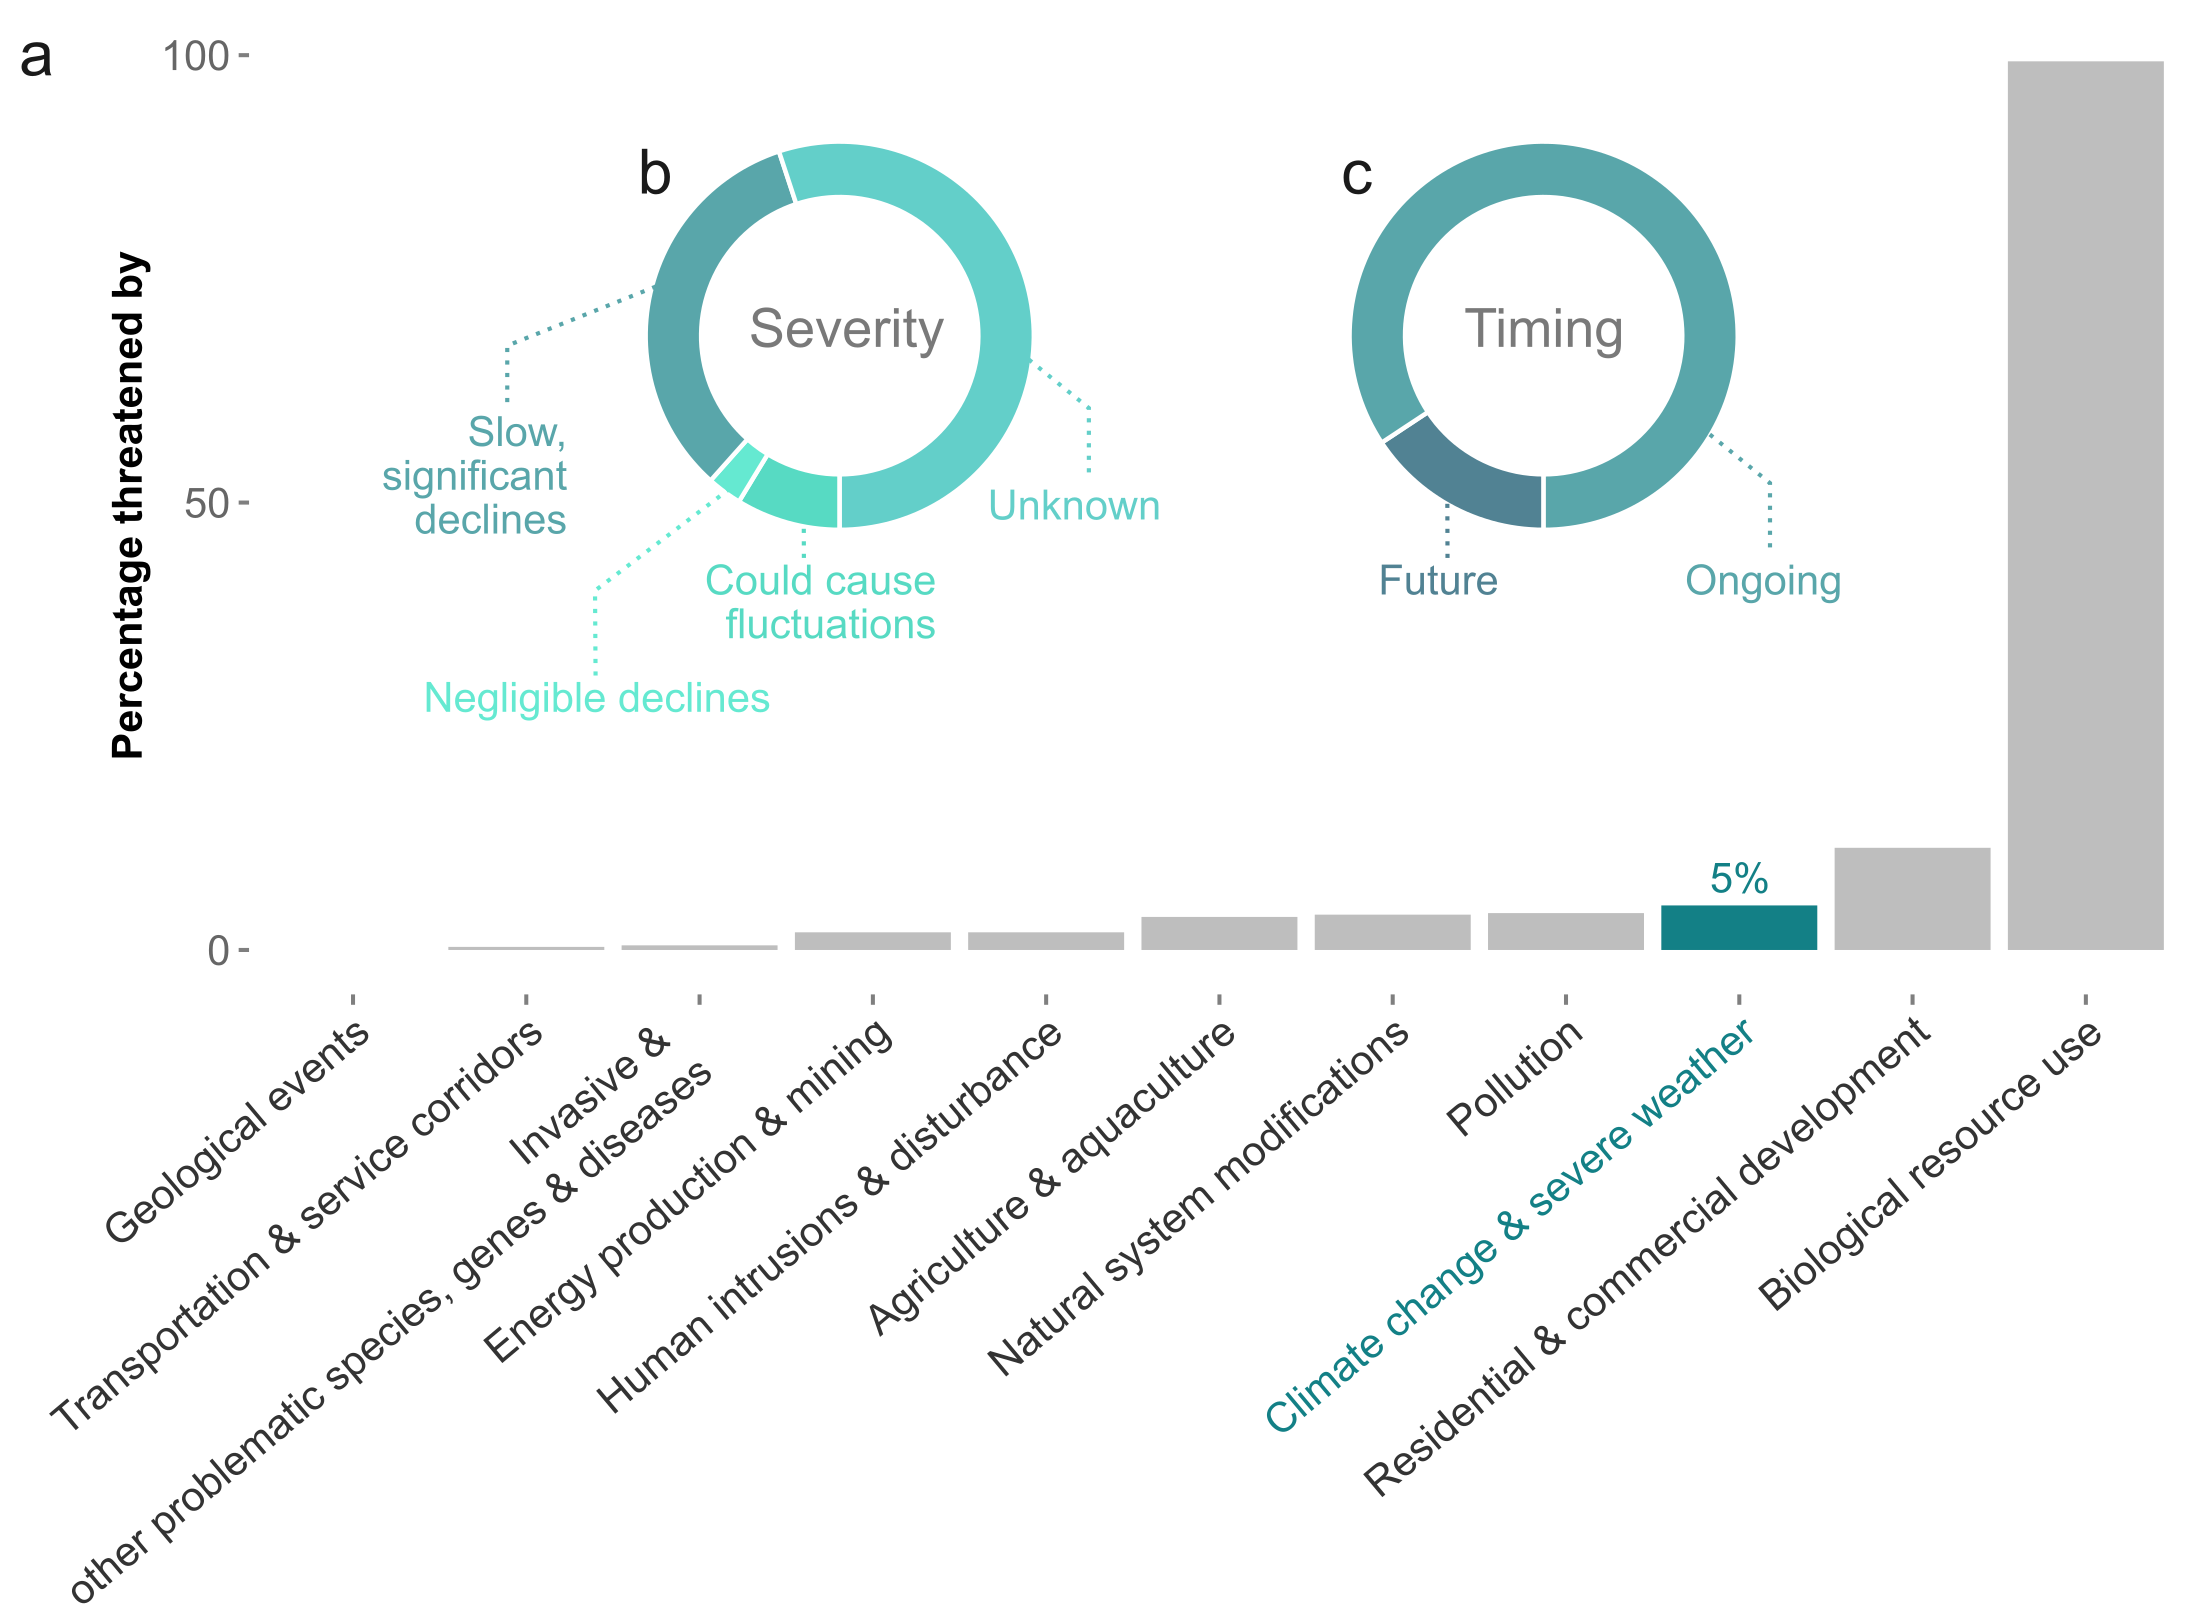 a
Percentage threatened by
100
50
0
b
Severity
Slow,
significant
declines
Negligible declines
Could cause
fluctuations
Unknown
c
Timing
Future
Ongoing
5%
Geological events
Transportation & service corridors
Invasive &
other problematic species, genes & diseases
Energy production & mining
Human intrusions & disturbance
Agriculture & aquaculture
Natural system modifications
Pollution
Climate change & severe weather
Residential & commercial development
Biological resource use